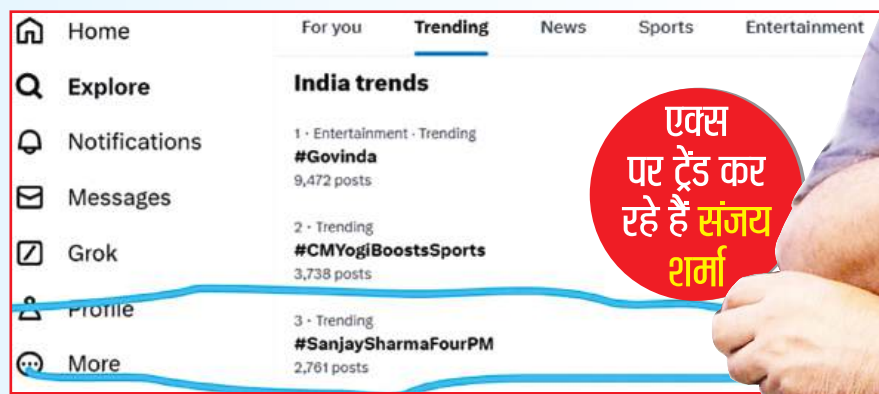 Home
Explore
Notifications
Messages
Grok
Profile
More
For you Trending News Sports Entertainment
India trends
1 · Entertainment · Trending
#Govinda
9,472 posts
2 · Trending
#CMYogiBoostsSports
3,738 posts
3 · Trending
#SanjaySharmaFourPM
2,761 posts
एक्स
पर ट्रेंड कर
रहे हैं संजय
शर्मा